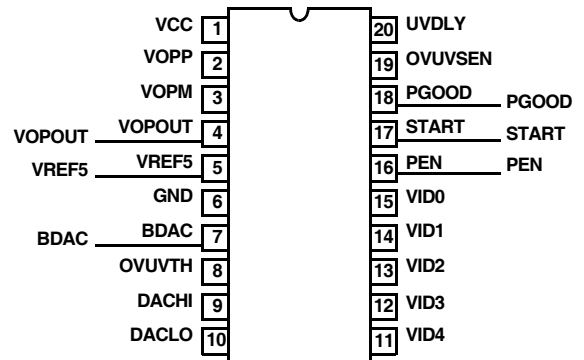 VCC 1 20 UVDLY
VOPP 2 19 OVUVSEN
VOPM 3 18 PGOOD PGOOD
VOPOUT VOPOUT 4 17 START START
VREF5 VREF5 5 16 PEN PEN
GND 6 15 VID0
BDAC BDAC 7 14 VID1
OVUVTH 8 13 VID2
DACHI 9 12 VID3
DACLO 10 11 VID4